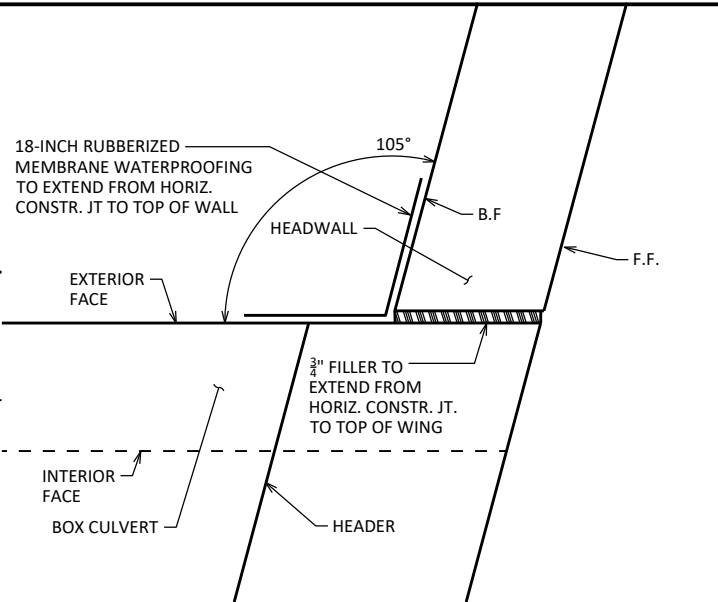 18-INCH RUBBERIZED
MEMBRANE WATERPROOFING
TO EXTEND FROM HORIZ.
CONSTR. JT TO TOP OF WALL
105°
HEADWALL
B.F
F.F.
EXTERIOR
FACE
¾" FILLER TO
EXTEND FROM
HORIZ. CONSTR. JT.
TO TOP OF WING
INTERIOR
FACE
BOX CULVERT
HEADER